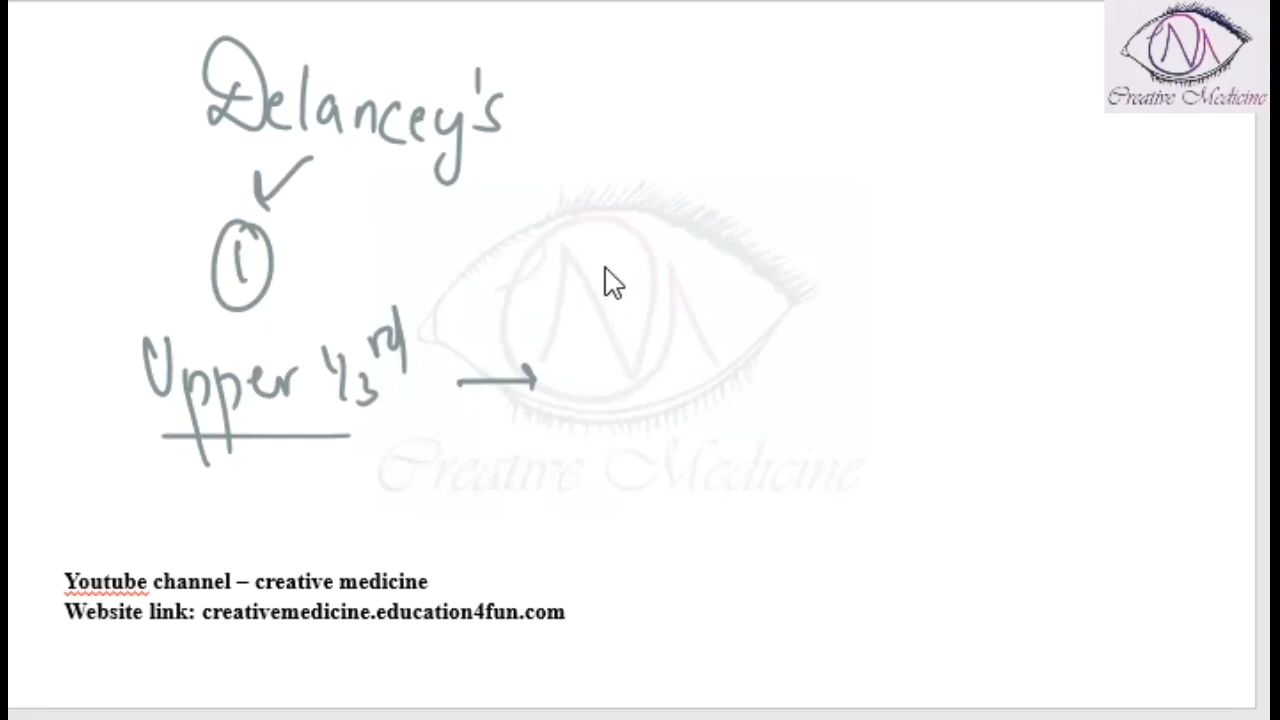 Creative Medicine
Delancey's
1
Upper 1/3rd →
Creative Medicine
Youtube channel – creative medicine
Website link: creativemedicine.education4fun.com